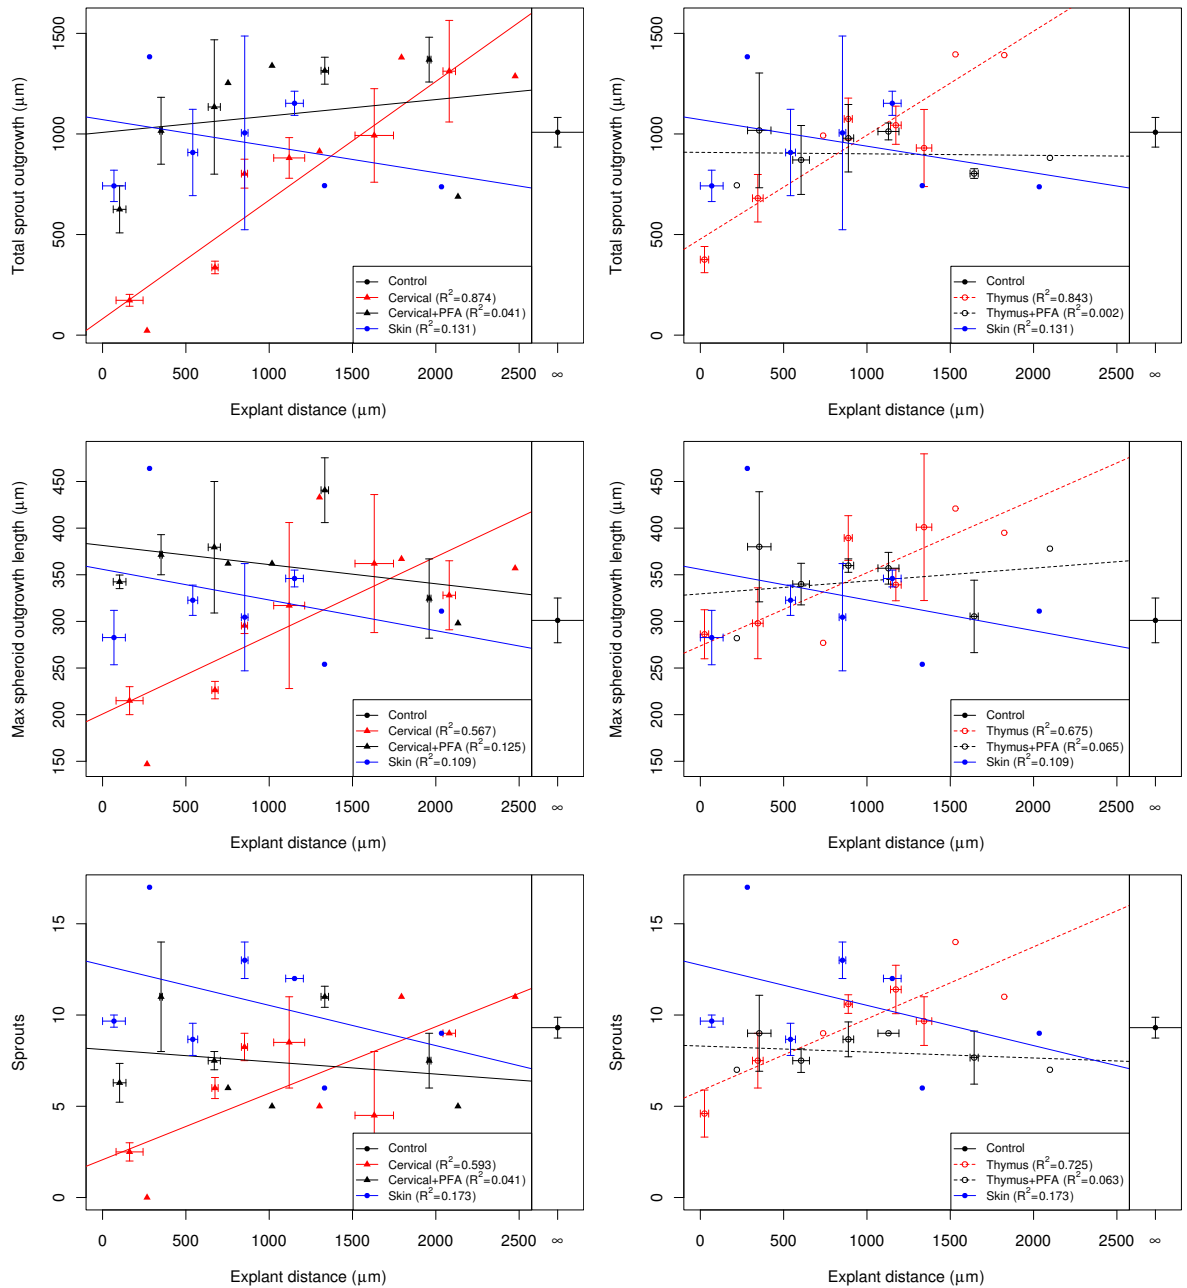 Total sprout outgrowth (μm)
0 500 1000 1500
Control
Cervical (R²=0.874)
Cervical+PFA (R²=0.041)
Skin (R²=0.131)
0 500 1000 1500 2000 2500 ∞
Explant distance (μm)
Total sprout outgrowth (μm)
0 500 1000 1500
Control
Thymus (R²=0.843)
Thymus+PFA (R²=0.002)
Skin (R²=0.131)
0 500 1000 1500 2000 2500 ∞
Explant distance (μm)
Max spheroid outgrowth length (μm)
150 200 250 300 350 400 450
Control
Cervical (R²=0.567)
Cervical+PFA (R²=0.125)
Skin (R²=0.109)
0 500 1000 1500 2000 2500 ∞
Explant distance (μm)
Max spheroid outgrowth length (μm)
150 200 250 300 350 400 450
Control
Thymus (R²=0.675)
Thymus+PFA (R²=0.065)
Skin (R²=0.109)
0 500 1000 1500 2000 2500 ∞
Explant distance (μm)
Sprouts
0 5 10 15
Control
Cervical (R²=0.593)
Cervical+PFA (R²=0.041)
Skin (R²=0.173)
0 500 1000 1500 2000 2500 ∞
Explant distance (μm)
Sprouts
0 5 10 15
Control
Thymus (R²=0.725)
Thymus+PFA (R²=0.063)
Skin (R²=0.173)
0 500 1000 1500 2000 2500 ∞
Explant distance (μm)